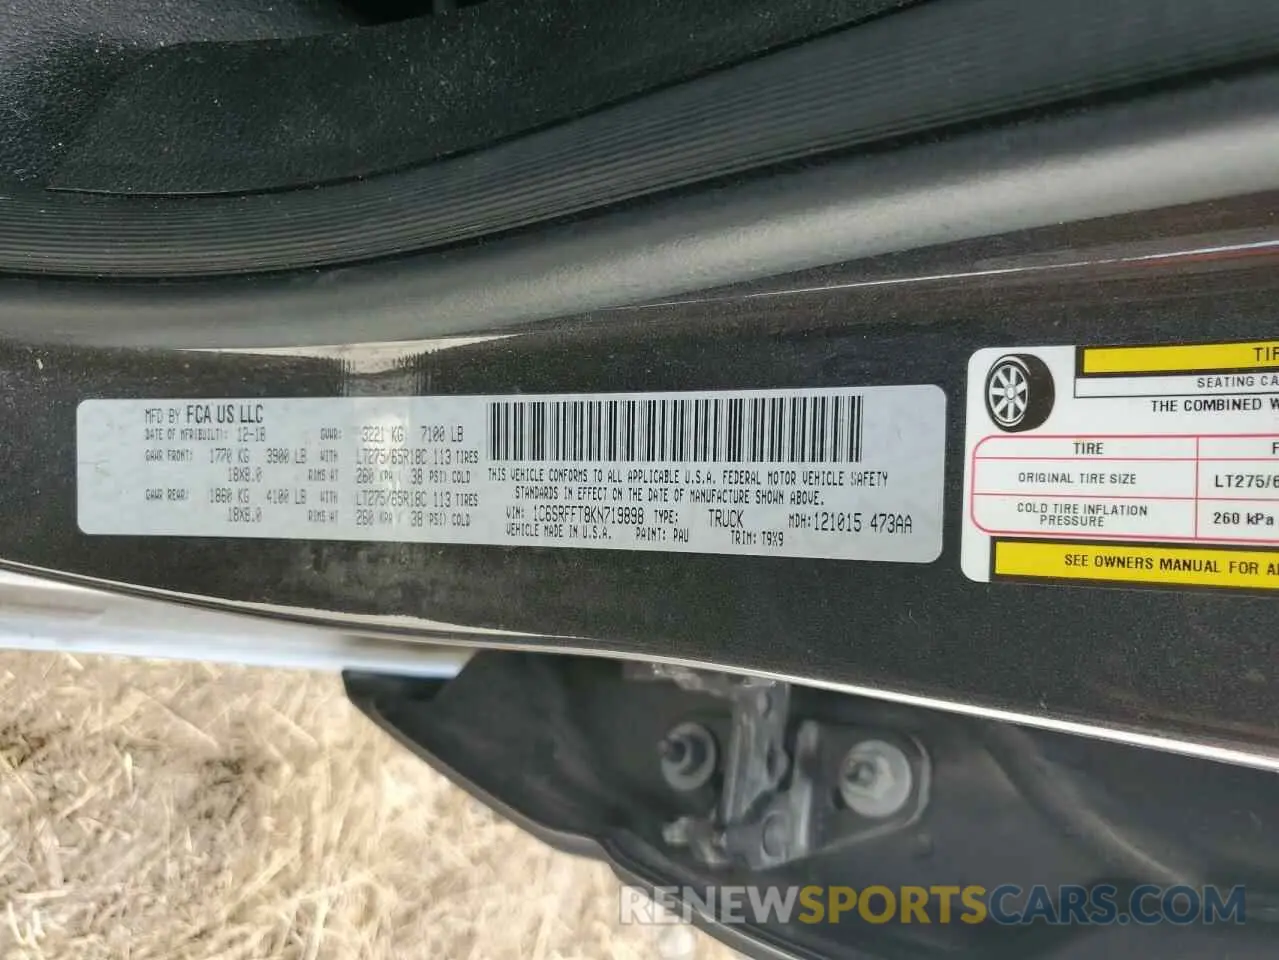 MFD BY FCA US LLC
DATE OF MFR(BUILT): 12-18 GVWR: 3221 KG 7100 LB
GAWR FRONT: 1770 KG 3900 LB WITH LT275/65R18C 113 TIRES
18X8.0 RIMS AT 260 KPA 38 PSI COLD
GAWR REAR: 1860 KG 4100 LB WITH LT275/65R18C 113 TIRES
18X8.0 RIMS AT 260 KPA 38 PSI COLD
THIS VEHICLE CONFORMS TO ALL APPLICABLE U.S.A. FEDERAL MOTOR VEHICLE SAFETY
STANDARDS IN EFFECT ON THE DATE OF MANUFACTURE SHOWN ABOVE.
VIN: 1C6SRFFT8KN719898 TYPE: TRUCK MDH: 121015 473AA
VEHICLE MADE IN U.S.A. PAINT: PAU TRIM: T9X9
SEATING CA
THE COMBINED W
TIRE F
ORIGINAL TIRE SIZE LT275/6
COLD TIRE INFLATION
PRESSURE 260 kPa
SEE OWNERS MANUAL FOR A
RENEWSPORTSCARS.COM